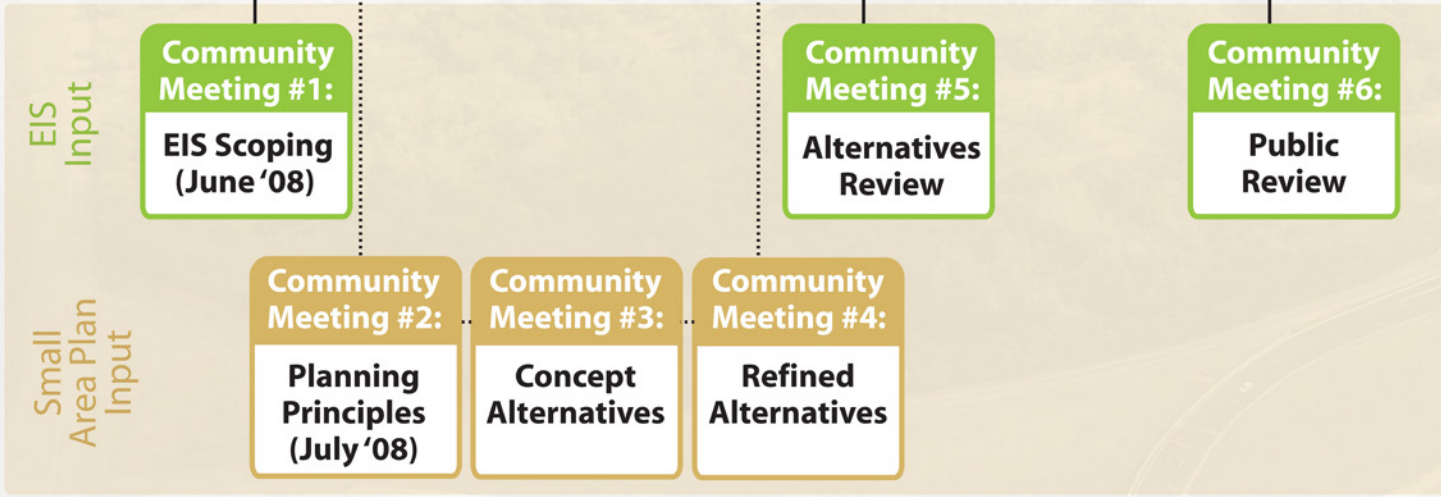 EIS
Input
Community
Meeting #1:
EIS Scoping
(June ‘08)
Community
Meeting #5:
Alternatives
Review
Community
Meeting #6:
Public
Review
Small
Area Plan
Input
Community
Meeting #2:
Planning
Principles
(July ‘08)
Community
Meeting #3:
Concept
Alternatives
Community
Meeting #4:
Refined
Alternatives